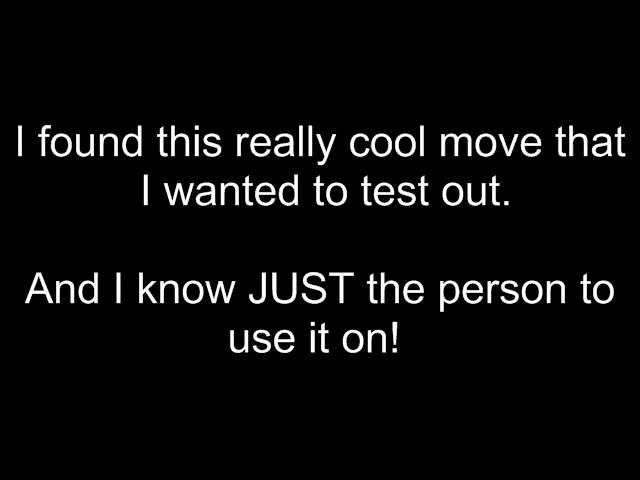 I found this really cool move that
I wanted to test out.
And I know JUST the person to
use it on!